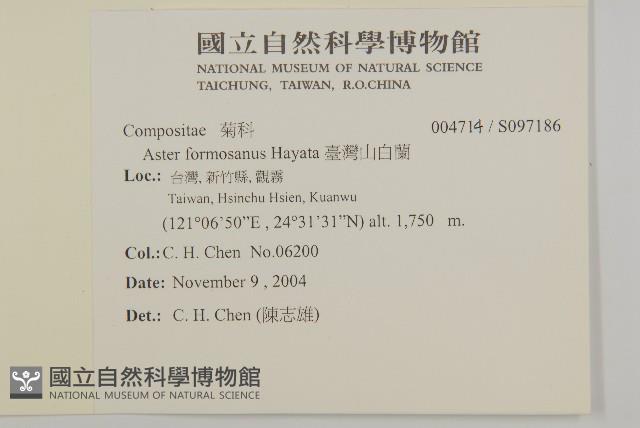 國立自然科學博物館
NATIONAL MUSEUM OF NATURAL SCIENCE
TAICHUNG, TAIWAN, R.O.CHINA
Compositae 菊科 004714 / S097186
Aster formosanus Hayata 臺灣山白蘭
Loc.: 台灣, 新竹縣, 觀霧
Taiwan, Hsinchu Hsien, Kuanwu
(121°06'50”E , 24°31'31”N) alt. 1,750 m.
Col.: C. H. Chen No.06200
Date: November 9 , 2004
Det.: C. H. Chen (陳志雄)
國立自然科學博物館
NATIONAL MUSEUM OF NATURAL SCIENCE